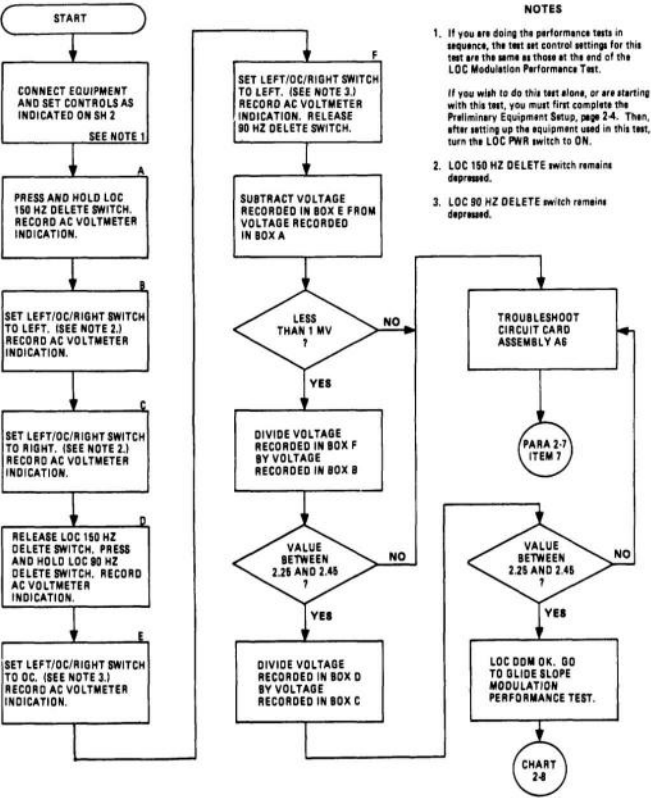 START
CONNECT EQUIPMENT
AND SET CONTROLS AS
INDICATED ON SH 2
SEE NOTE 1
A
PRESS AND HOLD LOC
150 HZ DELETE SWITCH.
RECORD AC VOLTMETER
INDICATION.
B
SET LEFT/OC/RIGHT SWITCH
TO LEFT. (SEE NOTE 2.)
RECORD AC VOLTMETER
INDICATION.
C
SET LEFT/OC/RIGHT SWITCH
TO RIGHT. (SEE NOTE 2.)
RECORD AC VOLTMETER
INDICATION.
D
RELEASE LOC 150 HZ
DELETE SWITCH. PRESS
AND HOLD LOC 90 HZ
DELETE SWITCH. RECORD
AC VOLTMETER
INDICATION.
E
SET LEFT/OC/RIGHT SWITCH
TO OC. (SEE NOTE 3.)
RECORD AC VOLTMETER
INDICATION.
F
SET LEFT/OC/RIGHT SWITCH
TO LEFT. (SEE NOTE 3.)
RECORD AC VOLTMETER
INDICATION. RELEASE
90 HZ DELETE SWITCH.
SUBTRACT VOLTAGE
RECORDED IN BOX E FROM
VOLTAGE RECORDED
IN BOX A
LESS
THAN 1 MV
?
NO
YES
DIVIDE VOLTAGE
RECORDED IN BOX F
BY VOLTAGE
RECORDED IN BOX B
VALUE
BETWEEN
2.25 AND 2.45
?
NO
YES
DIVIDE VOLTAGE
RECORDED IN BOX D
BY VOLTAGE
RECORDED IN BOX C
NOTES
1. If you are doing the performance tests in
sequence, the test set control settings for this
test are the same as those at the end of the
LOC Modulation Performance Test.
If you wish to do this test alone, or are starting
with this test, you must first complete the
Preliminary Equipment Setup, page 2-4. Then,
after setting up the equipment used in this test,
turn the LOC PWR switch to ON.
2. LOC 150 HZ DELETE switch remains
depressed.
3. LOC 90 HZ DELETE switch remains
depressed.
TROUBLESHOOT
CIRCUIT CARD
ASSEMBLY A6
PARA 2-7
ITEM 7
VALUE
BETWEEN
2.25 AND 2.45
?
NO
YES
LOC DDM OK. GO
TO GLIDE SLOPE
MODULATION
PERFORMANCE TEST.
CHART
2-8